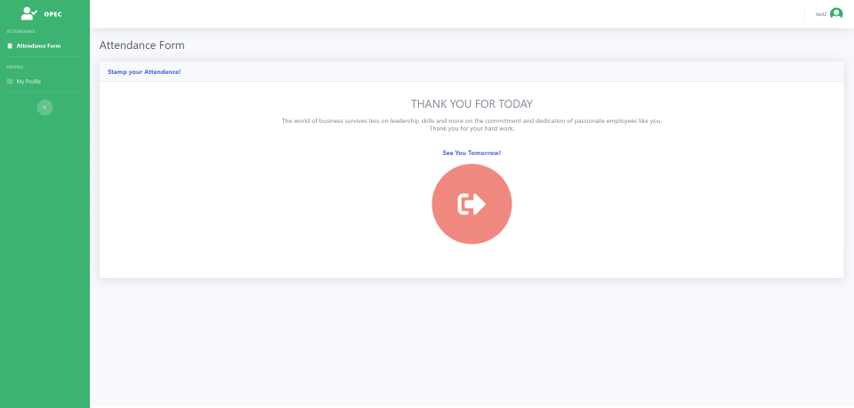 OPEC
ATTENDANCE
Attendance Form
PROFILE
My Profile
test2
Attendance Form
Stamp your Attendance!
THANK YOU FOR TODAY
The world of business survives less on leadership skills and more on the commitment and dedication of passionate employees like you.
Thank you for your hard work.
See You Tomorrow!